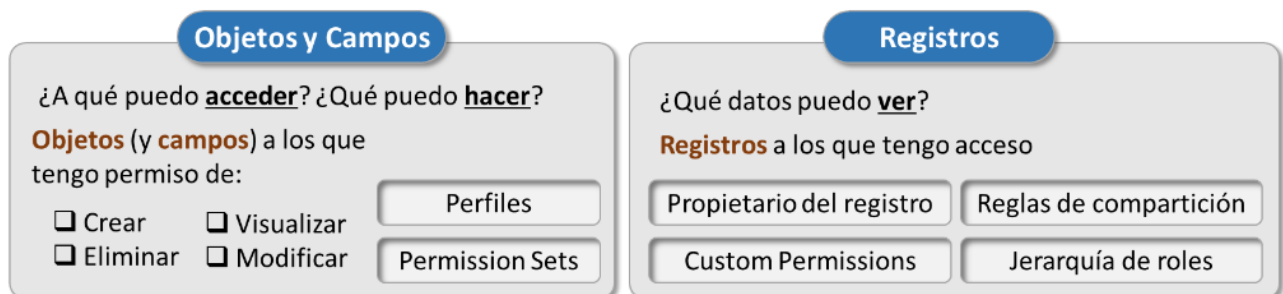 Objetos y Campos
¿A qué puedo acceder? ¿Qué puedo hacer?
Objetos (y campos) a los que
tengo permiso de:
❑ Crear
❑ Visualizar
❑ Eliminar
❑ Modificar
Perfiles
Permission Sets
Registros
¿Qué datos puedo ver?
Registros a los que tengo acceso
Propietario del registro
Reglas de compartición
Custom Permissions
Jerarquía de roles